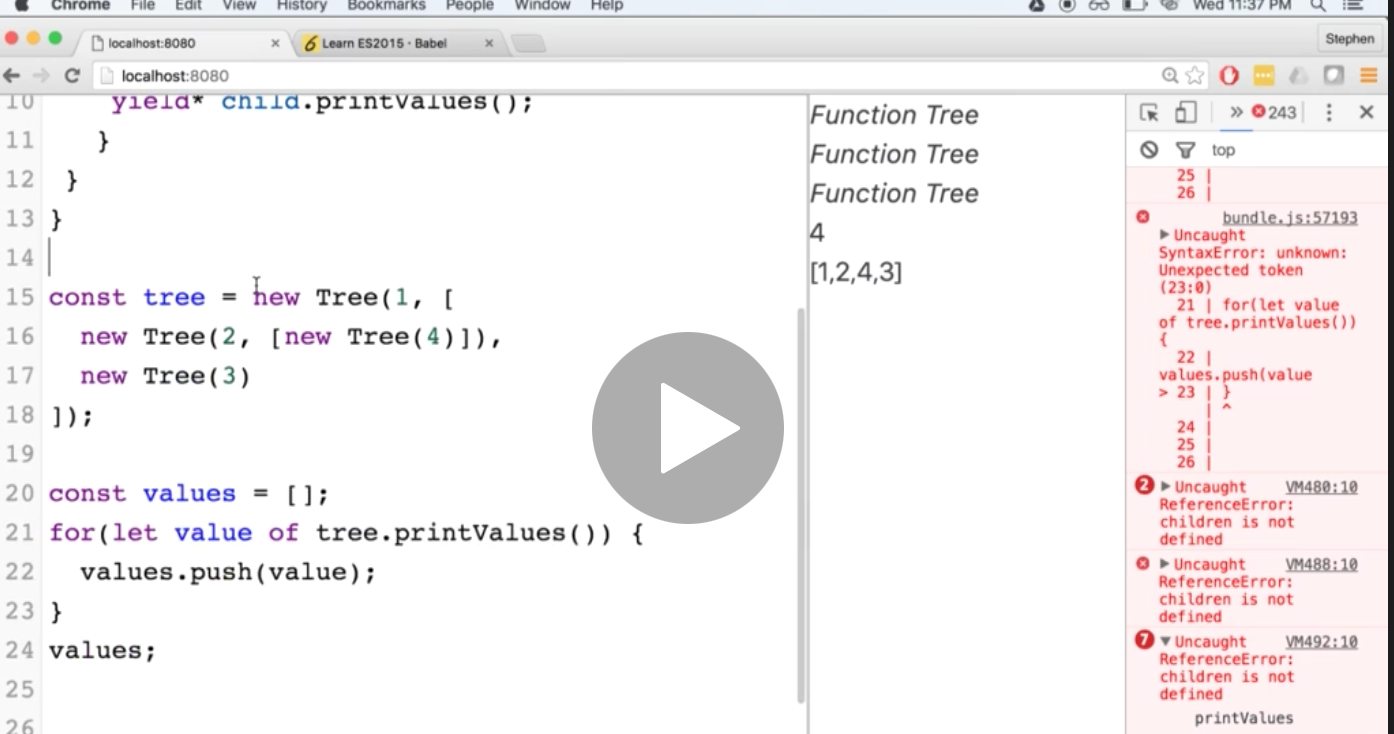 Chrome File Edit View History Bookmarks People Window Help Wed 11:37 PM
localhost:8080 × Learn ES2015 · Babel × Stephen
localhost:8080
10 yield* child.printValues();
11 }
12 }
13 }
14
15 const tree = new Tree(1, [
16 new Tree(2, [new Tree(4)]),
17 new Tree(3)
18 ]);
19
20 const values = [];
21 for(let value of tree.printValues()) {
22 values.push(value);
23 }
24 values;
25
26
Function Tree
Function Tree
Function Tree
4
[1,2,4,3]
» 243
top
25 |
26 |
bundle.js:57193
Uncaught
SyntaxError: unknown:
Unexpected token
(23:0)
21 | for(let value
of tree.printValues())
{
22 |
values.push(value
> 23 | }
| ^
24 |
25 |
26 |
2 Uncaught VM480:10
ReferenceError:
children is not
defined
Uncaught VM488:10
ReferenceError:
children is not
defined
7 Uncaught VM492:10
ReferenceError:
children is not
defined
printValues